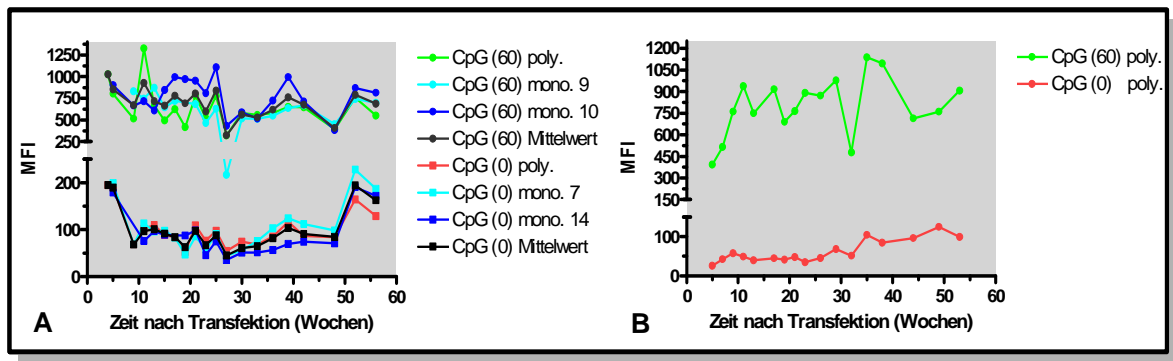 1250
1000
750
500
250
200
100
0
MFI
0 10 20 30 40 50 60
Zeit nach Transfektion (Wochen)
A
CpG (60) poly.
CpG (60) mono. 9
CpG (60) mono. 10
CpG (60) Mittelwert
CpG (0) poly.
CpG (0) mono. 7
CpG (0) mono. 14
CpG (0) Mittelwert
1200
1050
900
750
600
450
300
150
100
0
MFI
0 10 20 30 40 50 60
Zeit nach Transfektion (Wochen)
B
CpG (60) poly.
CpG (0) poly.